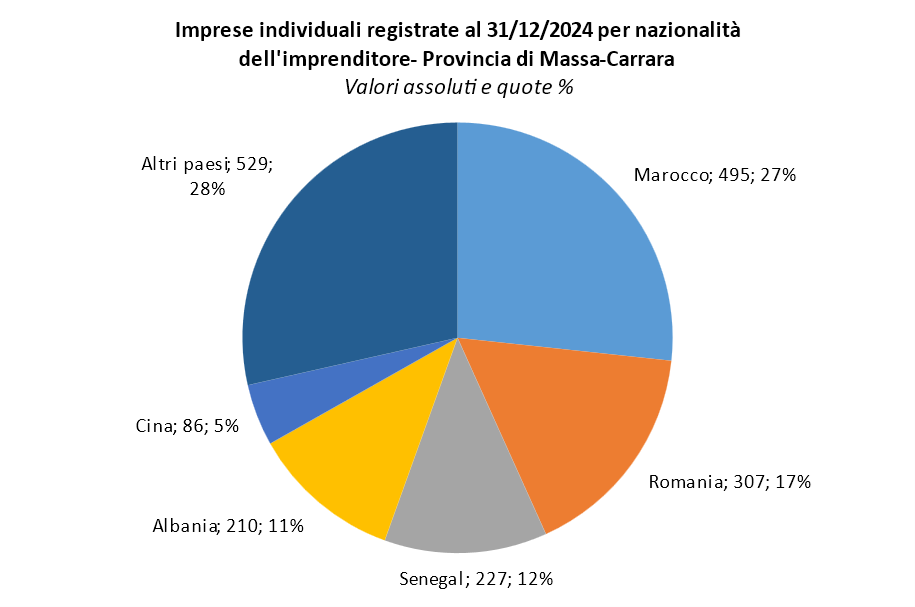 Imprese individuali registrate al 31/12/2024 per nazionalità
dell'imprenditore- Provincia di Massa-Carrara
Valori assoluti e quote %
Altri paesi; 529;
28%
Marocco; 495; 27%
Cina; 86; 5%
Romania; 307; 17%
Albania; 210; 11%
Senegal; 227; 12%